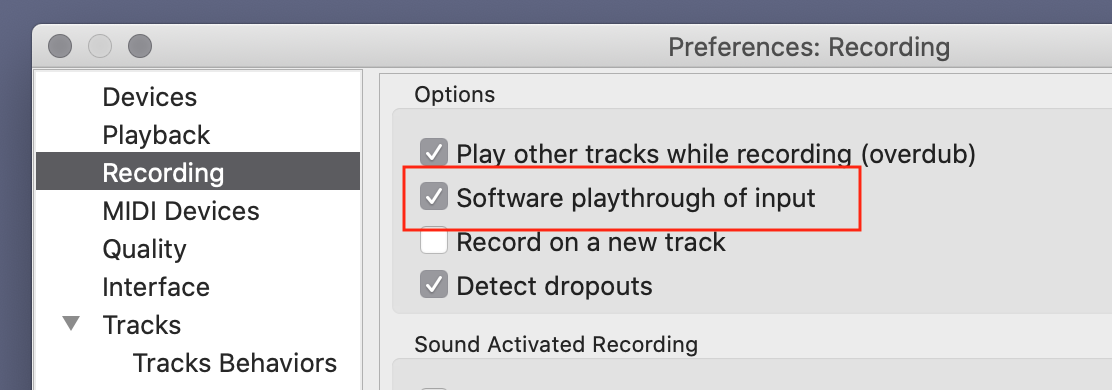 Preferences: Recording
Devices
Playback
Recording
MIDI Devices
Quality
Interface
Tracks
Tracks Behaviors
Options
Play other tracks while recording (overdub)
Software playthrough of input
Record on a new track
Detect dropouts
Sound Activated Recording